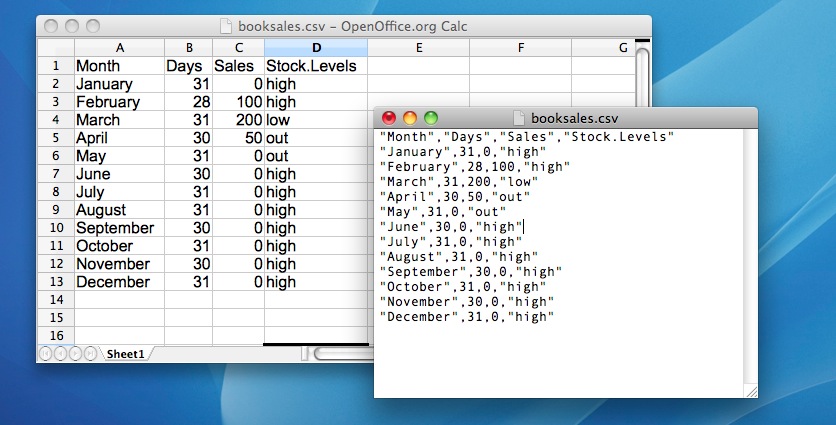 booksales.csv – OpenOffice.org Calc
A B C D E F G
1 Month Days Sales Stock.Levels
2 January 31 0 high
3 February 28 100 high
4 March 31 200 low
5 April 30 50 out
6 May 31 0 out
7 June 30 0 high
8 July 31 0 high
9 August 31 0 high
10 September 30 0 high
11 October 31 0 high
12 November 30 0 high
13 December 31 0 high
14
15
16
Sheet1
booksales.csv
"Month","Days","Sales","Stock.Levels"
"January",31,0,"high"
"February",28,100,"high"
"March",31,200,"low"
"April",30,50,"out"
"May",31,0,"out"
"June",30,0,"high"
"July",31,0,"high"
"August",31,0,"high"
"September",30,0,"high"
"October",31,0,"high"
"November",30,0,"high"
"December",31,0,"high"